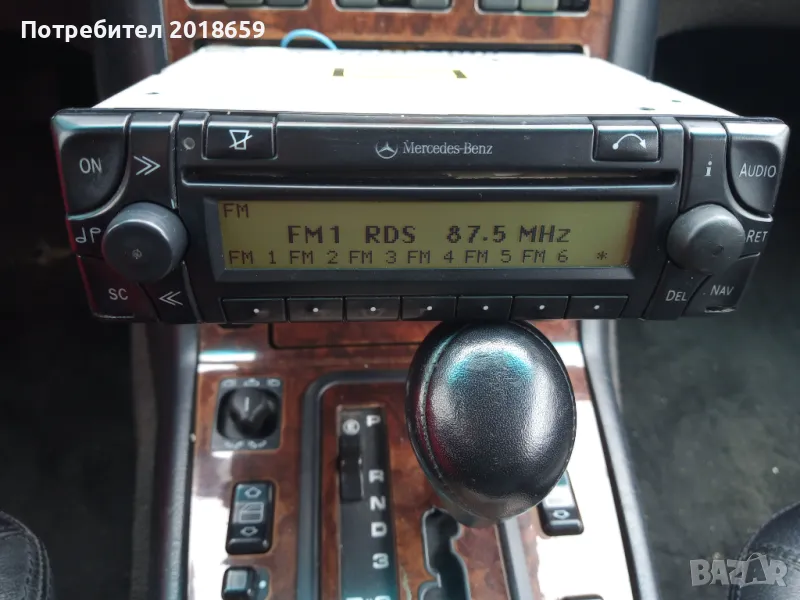 Потребител 2018659
Mercedes-Benz
ON
i
AUDIO
FM
FM1 RDS 87.5 MHz
RET
FM 1 FM 2 FM 3 FM 4 FM 5 FM 6 *
SC
DEL
NAV
P
R
N
D
3
BAZAR